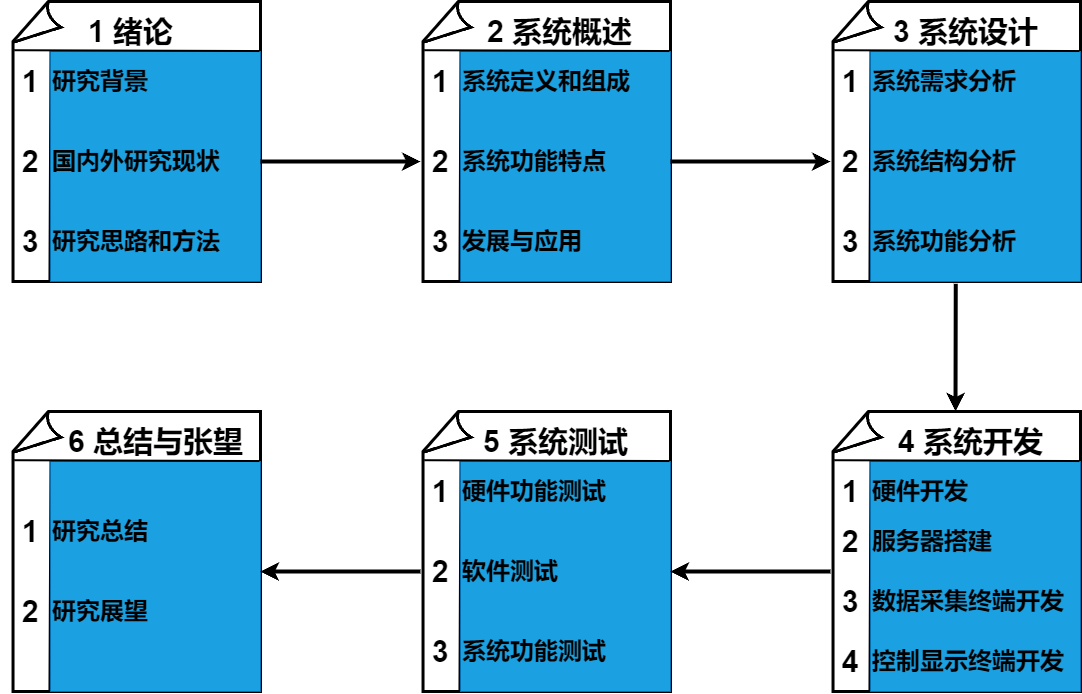 1 绪论
1 研究背景
2 国内外研究现状
3 研究思路和方法
2 系统概述
1 系统定义和组成
2 系统功能特点
3 发展与应用
3 系统设计
1 系统需求分析
2 系统结构分析
3 系统功能分析
4 系统开发
1 硬件开发
2 服务器搭建
3 数据采集终端开发
4 控制显示终端开发
5 系统测试
1 硬件功能测试
2 软件测试
3 系统功能测试
6 总结与张望
1 研究总结
2 研究展望